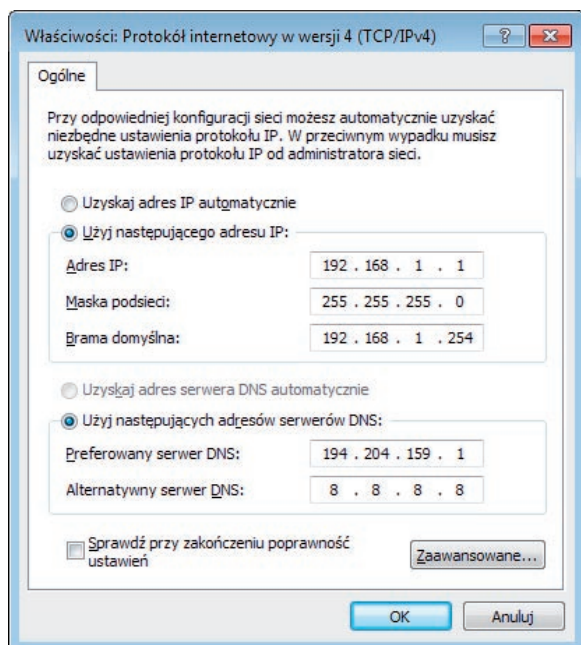 Właściwości: Protokół internetowy w wersji 4 (TCP/IPv4)
Ogólne
Przy odpowiedniej konfiguracji sieci możesz automatycznie uzyskać
niezbędne ustawienia protokołu IP. W przeciwnym wypadku musisz
uzyskać ustawienia protokołu IP od administratora sieci.
Uzyskaj adres IP automatycznie
Użyj następującego adresu IP:
Adres IP: 192 . 168 . 1 . 1
Maska podsieci: 255 . 255 . 255 . 0
Brama domyślna: 192 . 168 . 1 . 254
Uzyskaj adres serwera DNS automatycznie
Użyj następujących adresów serwerów DNS:
Preferowany serwer DNS: 194 . 204 . 159 . 1
Alternatywny serwer DNS: 8 . 8 . 8 . 8
Sprawdź przy zakończeniu poprawność
ustawień
Zaawansowane...
OK Anuluj